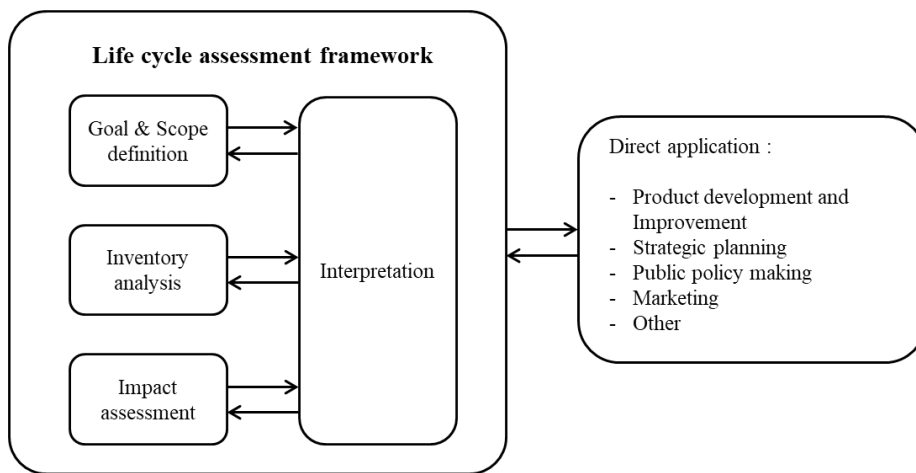 Life cycle assessment framework
Goal & Scope
definition
Inventory
analysis
Impact
assessment
Interpretation
Direct application :
- Product development and
Improvement
- Strategic planning
- Public policy making
- Marketing
- Other